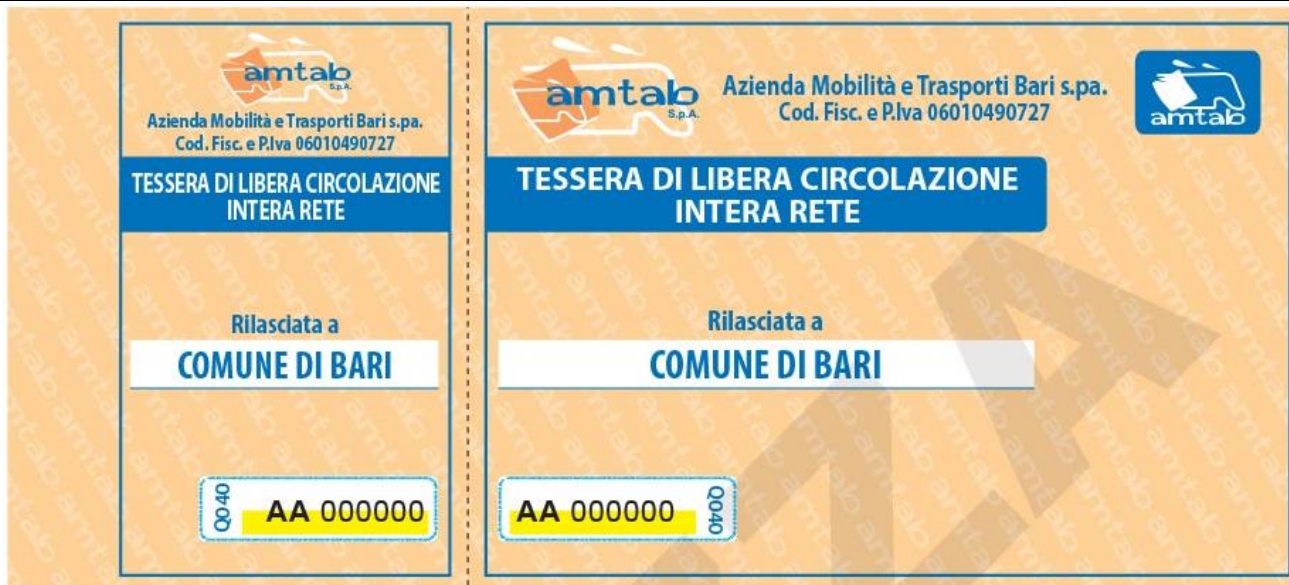 amtab
S.p.A.
Azienda Mobilità e Trasporti Bari s.pa.
Cod. Fisc. e P.Iva 06010490727
TESSERA DI LIBERA CIRCOLAZIONE
INTERA RETE
Rilasciata a
COMUNE DI BARI
Q040
AA 000000
amtab
S.p.A.
Azienda Mobilità e Trasporti Bari s.pa.
Cod. Fisc. e P.Iva 06010490727
amtab
TESSERA DI LIBERA CIRCOLAZIONE
INTERA RETE
Rilasciata a
COMUNE DI BARI
AA 000000
Q040
ZA